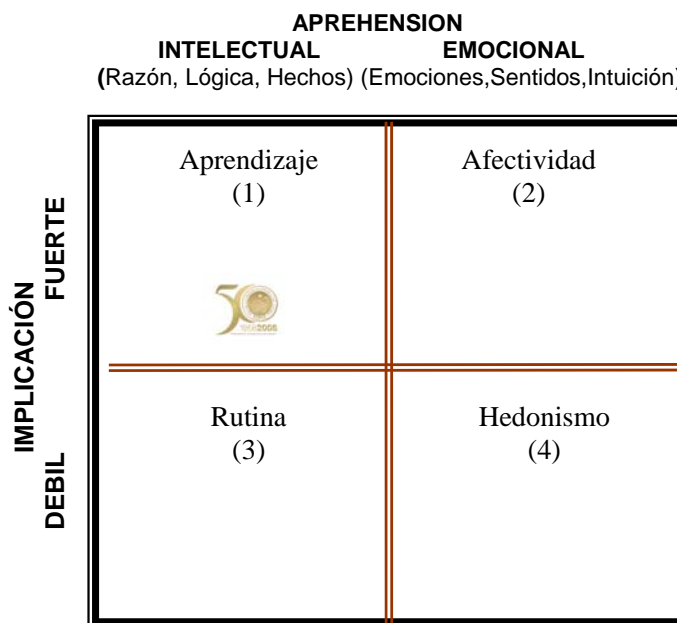 APREHENSION
INTELECTUAL EMOCIONAL
(Razón, Lógica, Hechos) (Emociones,Sentidos,Intuición)
IMPLICACIÓN
FUERTE
DEBIL
Aprendizaje
(1)
Afectividad
(2)
50
Rutina
(3)
Hedonismo
(4)